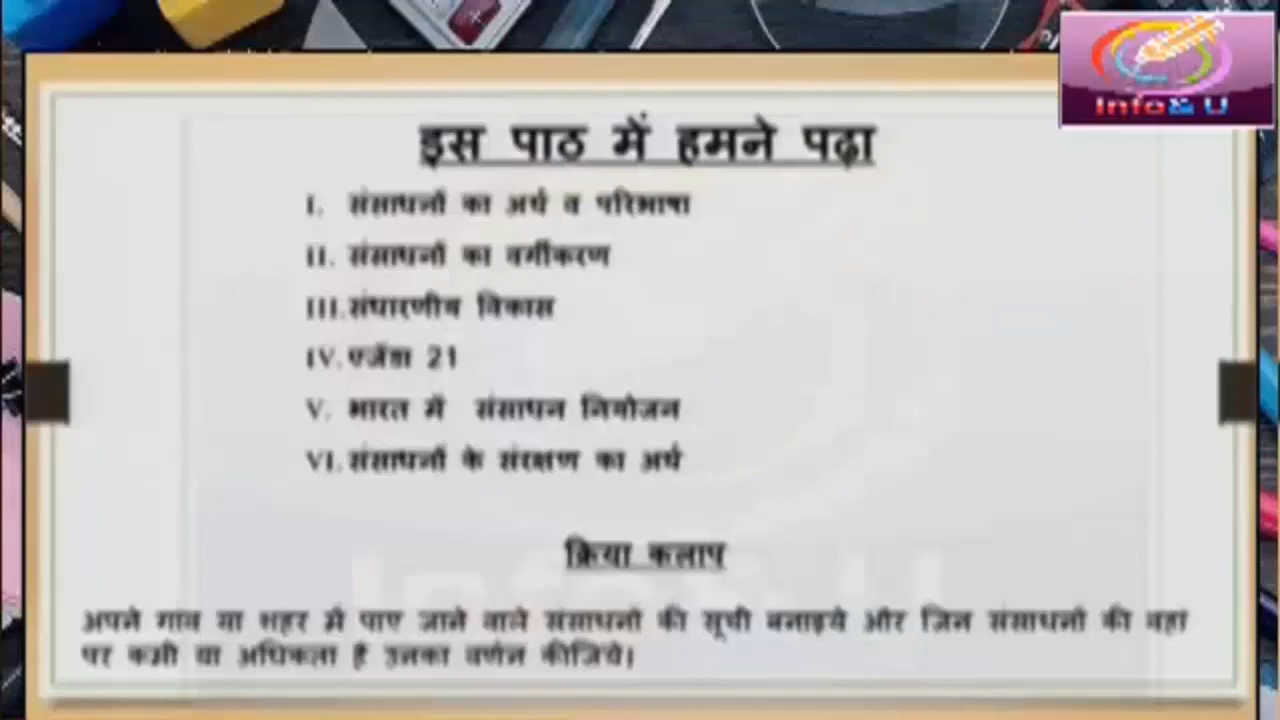 Info & U
इस पाठ में हमने पढ़ा
I. संसाधनों का अर्थ व परिभाषा
II. संसाधनों का वर्गीकरण
III.संधारणीय विकास
IV. एजेंडा 21
V. भारत में संसाधन नियोजन
VI. संसाधनों के संरक्षण का अर्थ
क्रिया कलाप
अपने गांव या शहर में पाए जाने वाले संसाधनों की सूची बनाइये और जिन संसाधनों की वहां
पर कमी या अधिकता है उनका वर्णन कीजिये।